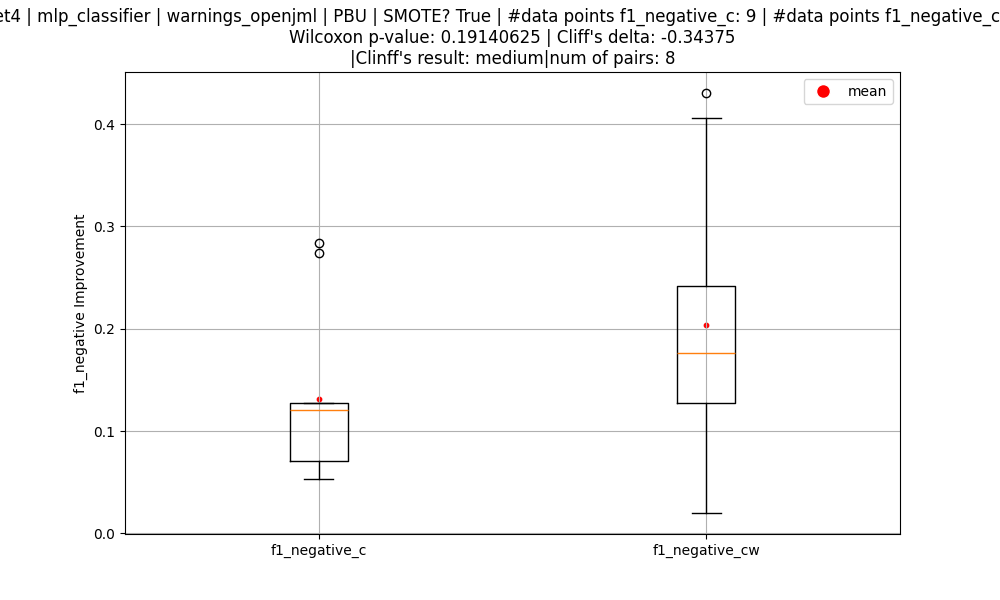 et4 | mlp_classifier | warnings_openjml | PBU | SMOTE? True | #data points f1_negative_c: 9 | #data points f1_negative_c
Wilcoxon p-value: 0.19140625 | Cliff's delta: -0.34375
|Clinff's result: medium|num of pairs: 8
mean
0.4
0.3
0.2
0.1
0.0
f1_negative Improvement
f1_negative_c
f1_negative_cw